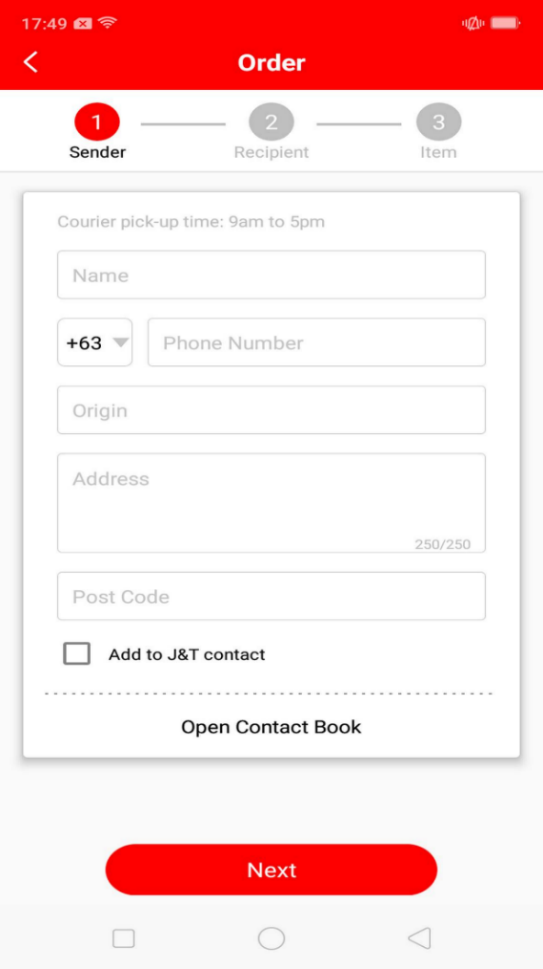 17:49
Order
1 2 3
Sender Recipient Item
Courier pick-up time: 9am to 5pm
Name
+63 Phone Number
Origin
Address
250/250
Post Code
Add to J&T contact
Open Contact Book
Next